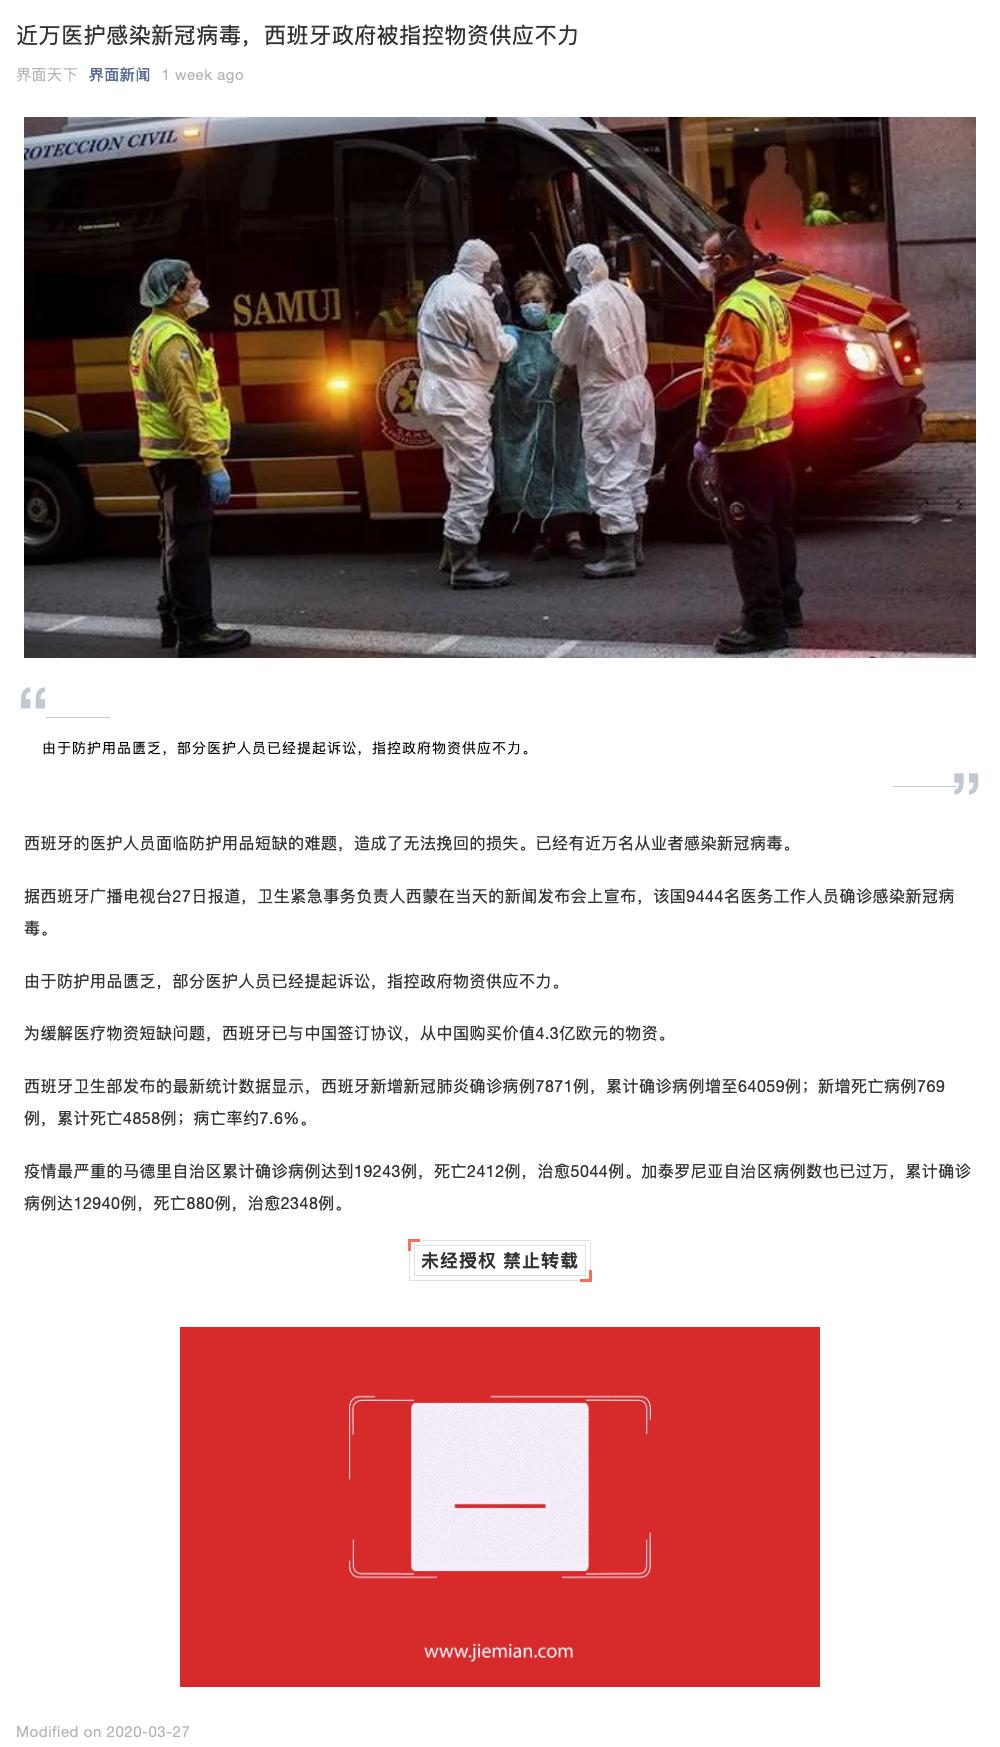 近万医护感染新冠病毒，西班牙政府被指控物资供应不力
界面天下 界面新闻 1 week ago
PROTECCION CIVIL
SAMU
由于防护用品匮乏，部分医护人员已经提起诉讼，指控政府物资供应不力。
西班牙的医护人员面临防护用品短缺的难题，造成了无法挽回的损失。已经有近万名从业者感染新冠病毒。
据西班牙广播电视台27日报道，卫生紧急事务负责人西蒙在当天的新闻发布会上宣布，该国9444名医务工作人员确诊感染新冠病
毒。
由于防护用品匮乏，部分医护人员已经提起诉讼，指控政府物资供应不力。
为缓解医疗物资短缺问题，西班牙已与中国签订协议，从中国购买价值4.3亿欧元的物资。
西班牙卫生部发布的最新统计数据显示，西班牙新增新冠肺炎确诊病例7871例，累计确诊病例增至64059例；新增死亡病例769
例，累计死亡4858例；病亡率约7.6%。
疫情最严重的马德里自治区累计确诊病例达到19243例，死亡2412例，治愈5044例。加泰罗尼亚自治区病例数也已过万，累计确诊
病例达12940例，死亡880例，治愈2348例。
未经授权 禁止转载
www.jiemian.com
Modified on 2020-03-27